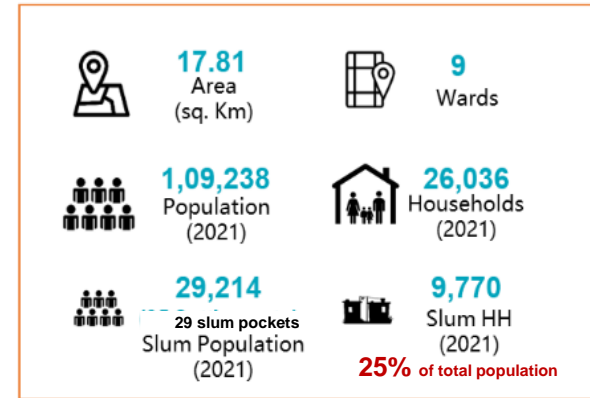 17.81
Area
(sq. Km)
9
Wards
1,09,238
Population
(2021)
26,036
Households
(2021)
29,214
29 slum pockets
Slum Population
(2021)
9,770
Slum HH
(2021)
25% of total population